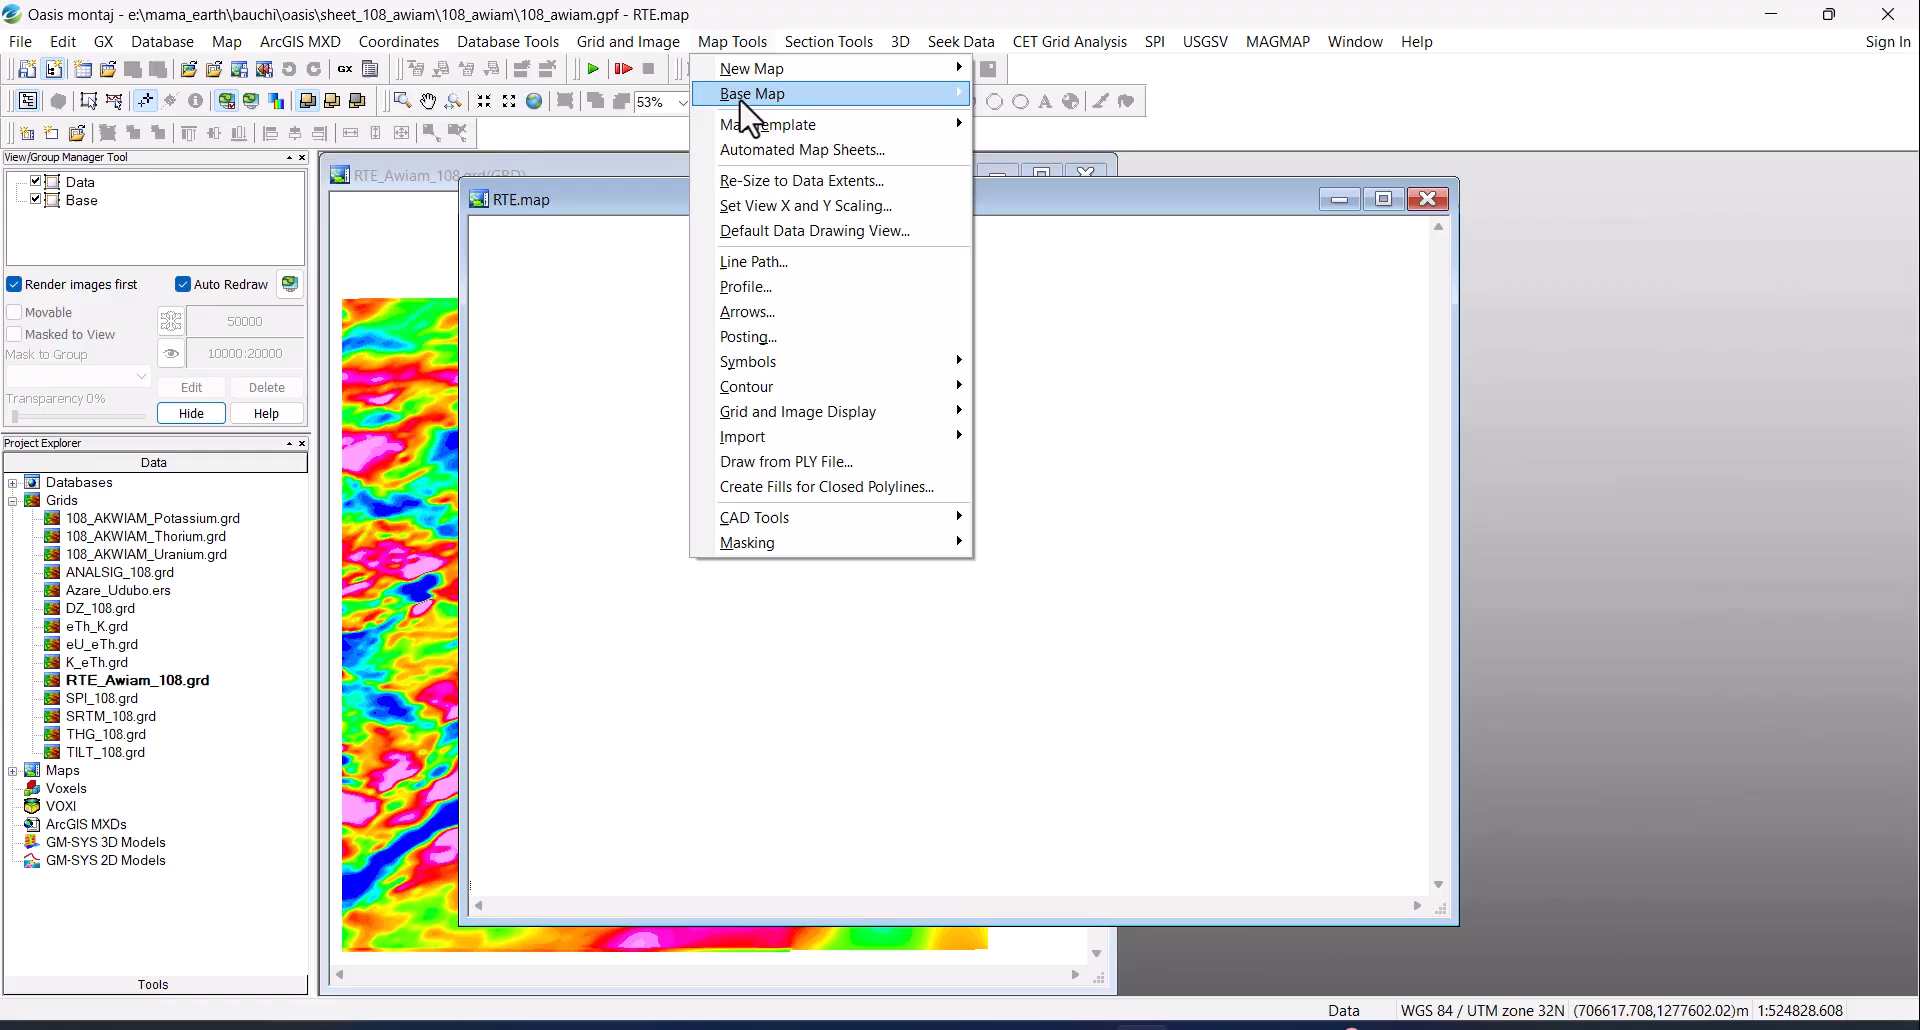 Oasis montaj - e:\mama_earth\bauchi\oasis\sheet_108_awiam\108_awiam\108_awiam.gpf - RTE.map
File Edit GX Database Map ArcGIS MXD Coordinates Database Tools Grid and Image Map Tools Section Tools 3D Seek Data CET Grid Analysis SPI USGSV MAGMAP Window Help Sign In
GX
53%
New Map
Base Map
Automated Map Sheets...
Re-Size to Data Extents...
Set View X and Y Scaling...
Default Data Drawing View...
Line Path...
Profile...
Arrows...
Posting...
Symbols
Contour
Grid and Image Display
Import
Draw from PLY File...
Create Fills for Closed Polylines...
CAD Tools
Masking
View/Group Manager Tool
Data
Base
Render images first Auto Redraw
Movable 50000
Masked to View
Mask to Group 10000:20000
Edit Delete
Transparency 0%
Hide Help
Project Explorer
Data
Databases
Grids
108_AKWIAM_Potassium.grd
108_AKWIAM_Thorium.grd
108_AKWIAM_Uranium.grd
ANALSIG_108.grd
Azare_Udubo.ers
DZ_108.grd
eTh_K.grd
eU_eTh.grd
K_eTh.grd
RTE_Awiam_108.grd
SPI_108.grd
SRTM_108.grd
THG_108.grd
TILT_108.grd
Maps
Voxels
VOXI
ArcGIS MXDs
GM-SYS 3D Models
GM-SYS 2D Models
Tools
RTE_Awiam_108.grd(GRD)
RTE.map
Data WGS 84 / UTM zone 32N (706617.708,1277602.02)m 1:524828.608